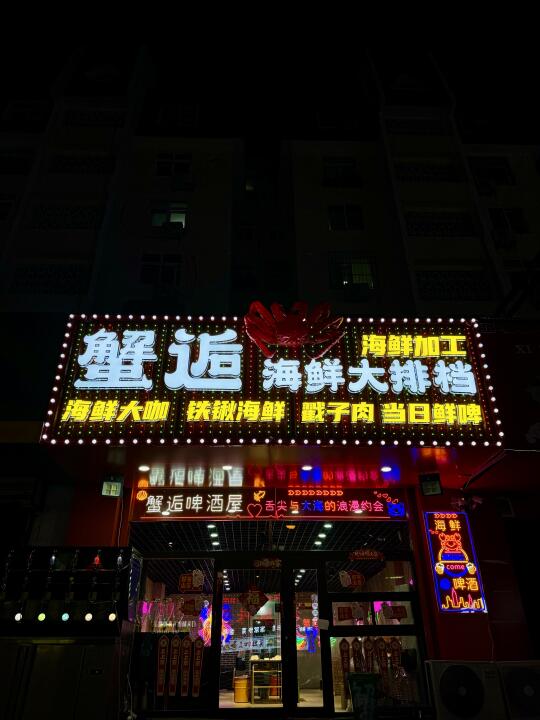 蟹逅
海鲜加工
海鲜大排档
海鲜大咖 铁锹海鲜 戳子肉 当日鲜啤
蟹逅啤酒屋
舌尖与大海的浪漫约会
海鲜
come
啤酒